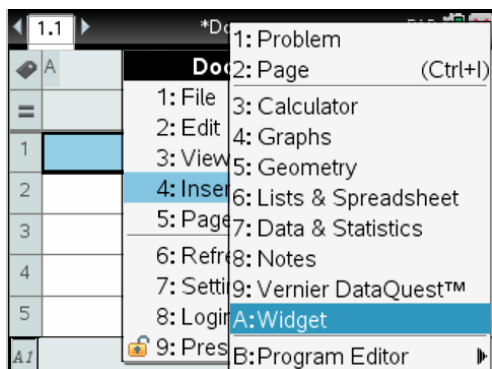 1.1 *Do
A
Doc
1: File
2: Edit
3: View
4: Inser
5: Page
6: Refre
7: Settin
8: Login
9: Pres
1: Problem
2: Page (Ctrl+I)
3: Calculator
4: Graphs
5: Geometry
6: Lists & Spreadsheet
7: Data & Statistics
8: Notes
9: Vernier DataQuest™
A: Widget
B: Program Editor
=
1
2
3
4
5
A1